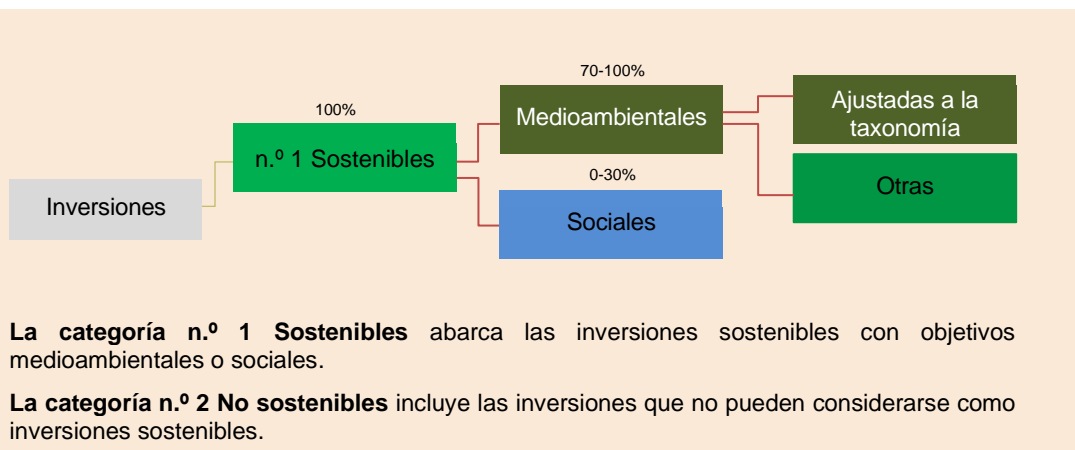 70-100%
Medioambientales
Ajustadas a la
taxonomía
100%
n.º 1 Sostenibles
0-30%
Otras
Inversiones
Sociales
La categoría n.º 1 Sostenibles abarca las inversiones sostenibles con objetivos
medioambientales o sociales.
La categoría n.º 2 No sostenibles incluye las inversiones que no pueden considerarse como
inversiones sostenibles.